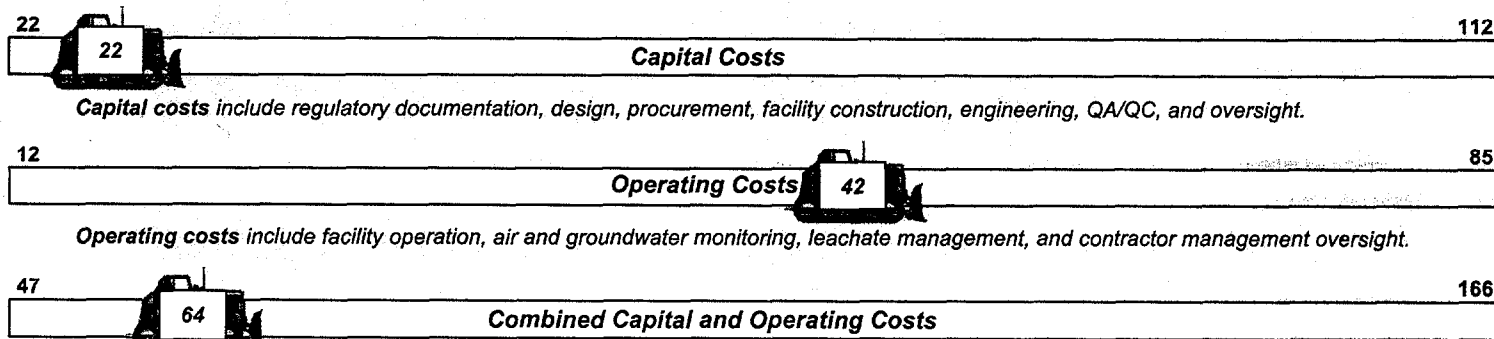 22 112
22
Capital Costs
Capital costs include regulatory documentation, design, procurement, facility construction, engineering, QA/QC, and oversight.
12 85
Operating Costs 42
Operating costs include facility operation, air and groundwater monitoring, leachate management, and contractor management oversight.
47 166
64 Combined Capital and Operating Costs